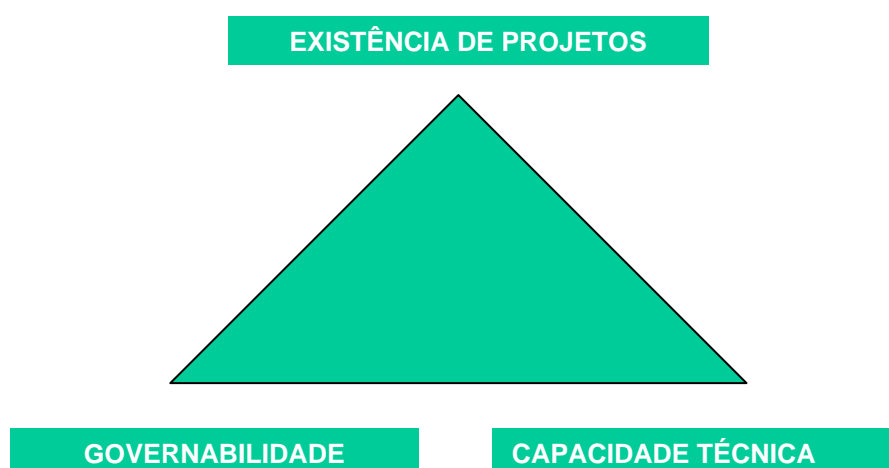 EXISTÊNCIA DE PROJETOS
GOVERNABILIDADE
CAPACIDADE TÉCNICA